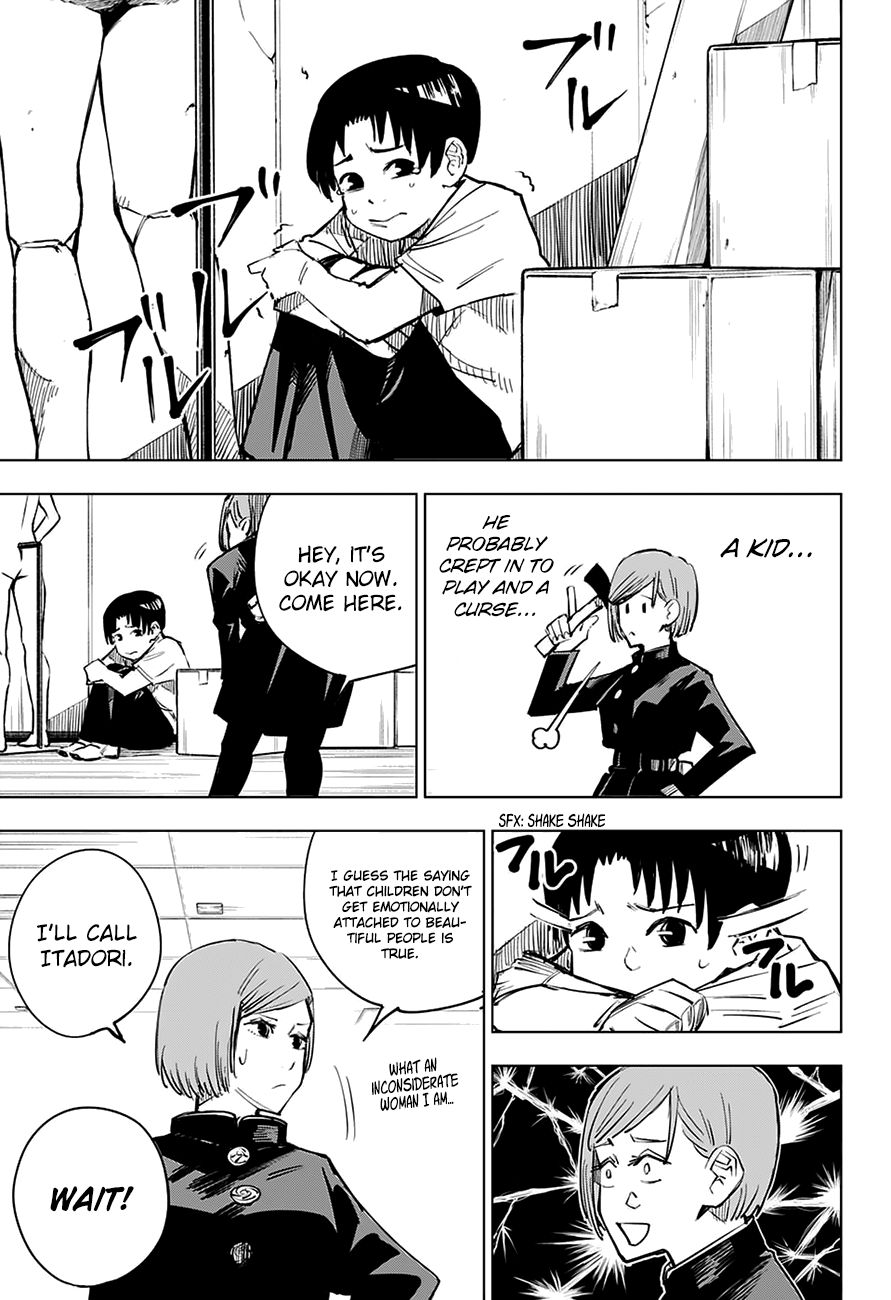 ブル
ブル
ブル
A KID...
HE
PROBABLY
CREPT IN TO
PLAY AND A
CURSE...
HEY, IT'S
OKAY NOW.
COME HERE.
SFX: SHAKE SHAKE
フル
フル
I GUESS THE SAYING
THAT CHILDREN DON'T
GET EMOTIONALLY
ATTACHED TO BEAU-
TIFUL PEOPLE IS
TRUE.
WHAT AN
INCONSIDERATE
WOMAN I AM...
I'LL CALL
ITADORI.
WAIT!